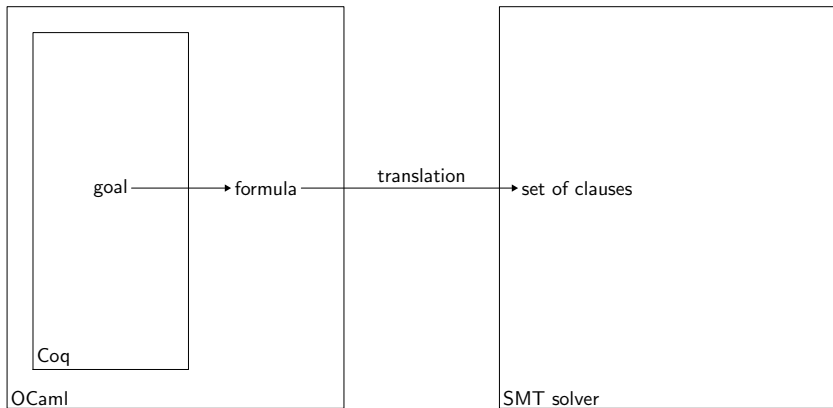 translation
goal
formula
set of clauses
Coq
OCaml
SMT solver